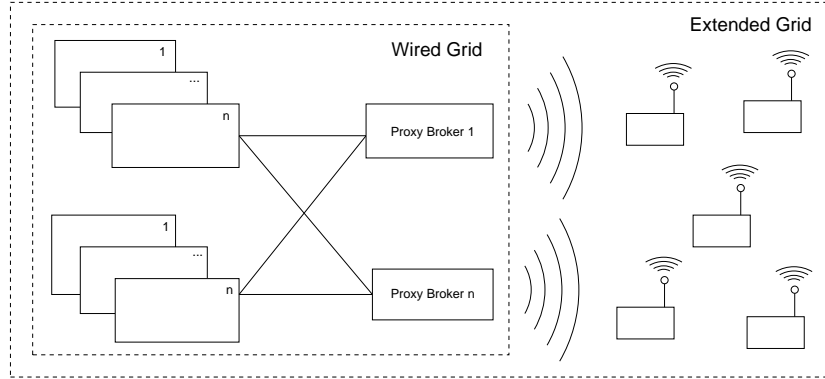 Extended Grid
Wired Grid
1
...
n
Proxy Broker 1
1
...
n
Proxy Broker n